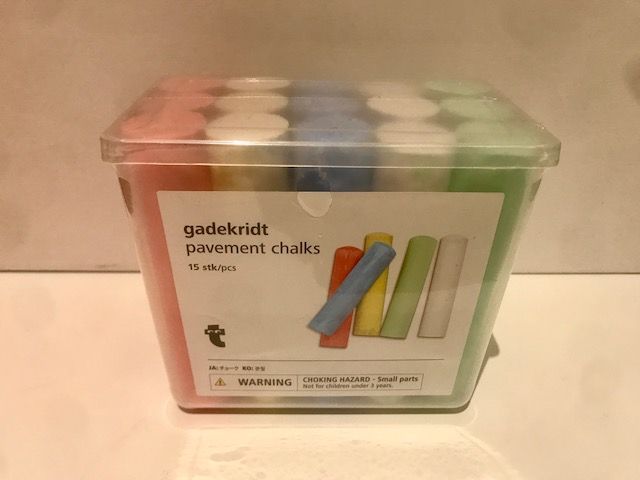 gadekridt
pavement chalks
15 stk/pcs
t
JA: チョーク KO: 분필
WARNING
CHOKING HAZARD - Small parts
Not for children under 3 years.